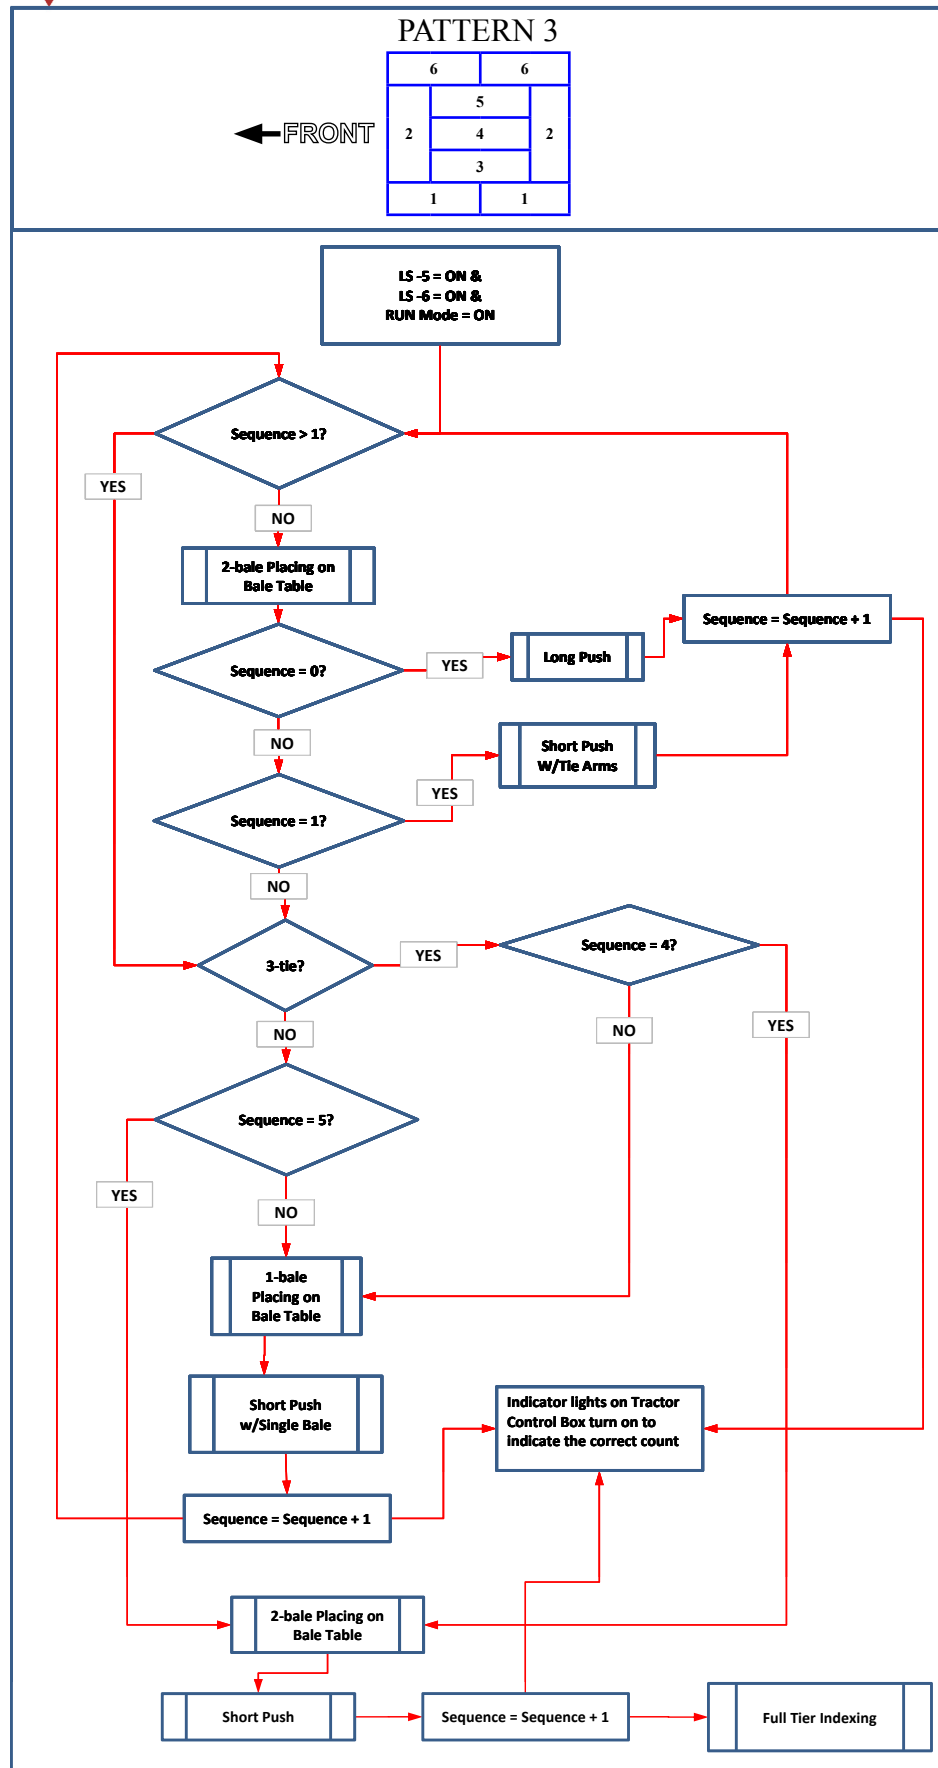 PATTERN 3
6 6
5
FRONT 2 4 2
3
1 1
LS -5 = ON &
LS -6 = ON &
RUN Mode = ON
Sequence > 1?
YES
NO
2-bale Placing on
Bale Table
Sequence = Sequence + 1
Sequence = 0?
YES
Long Push
NO
Short Push
W/Tie Arms
YES
Sequence = 1?
NO
3-tie?
YES
Sequence = 4?
NO
YES
NO
Sequence = 5?
YES
NO
1-bale
Placing on
Bale Table
Short Push
w/Single Bale
Indicator lights on Tractor
Control Box turn on to
indicate the correct count
Sequence = Sequence + 1
2-bale Placing on
Bale Table
Short Push
Sequence = Sequence + 1
Full Tier Indexing